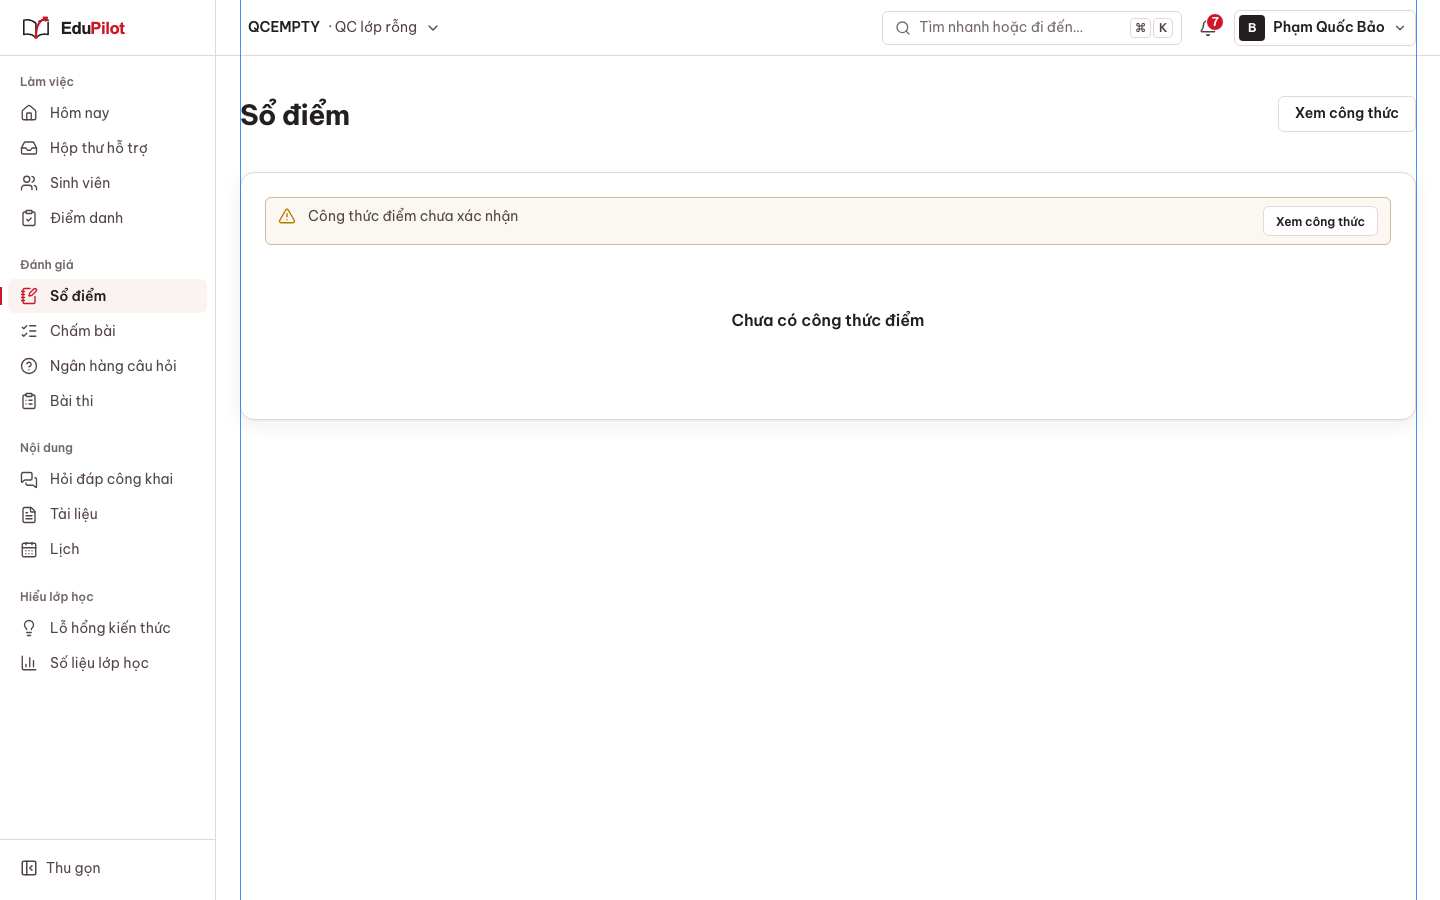 EduPilot
QCEMPTY · QC lớp rỗng
Tìm nhanh hoặc đi đến...
⌘ K
7
B
Phạm Quốc Bảo
Làm việc
Hôm nay
Hộp thư hỗ trợ
Sinh viên
Điểm danh
Đánh giá
Sổ điểm
Chấm bài
Ngân hàng câu hỏi
Bài thi
Nội dung
Hỏi đáp công khai
Tài liệu
Lịch
Hiểu lớp học
Lỗ hổng kiến thức
Số liệu lớp học
Thu gọn
Sổ điểm
Xem công thức
Công thức điểm chưa xác nhận
Xem công thức
Chưa có công thức điểm